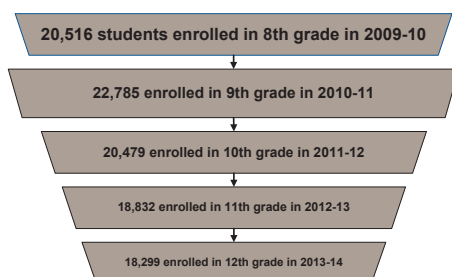 20,516 students enrolled in 8th grade in 2009-10
22,785 enrolled in 9th grade in 2010-11
20,479 enrolled in 10th grade in 2011-12
18,832 enrolled in 11th grade in 2012-13
18,299 enrolled in 12th grade in 2013-14